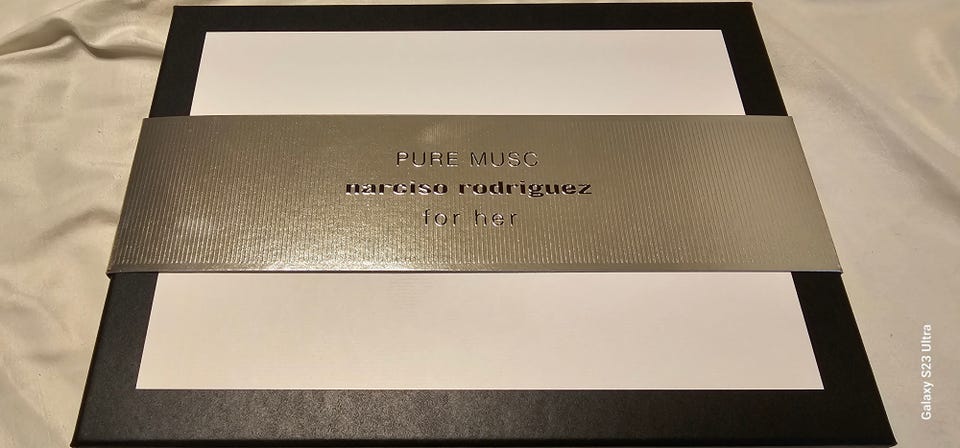 PURE MUSC
narciso rodriguez
for her
Galaxy S23 Ultra